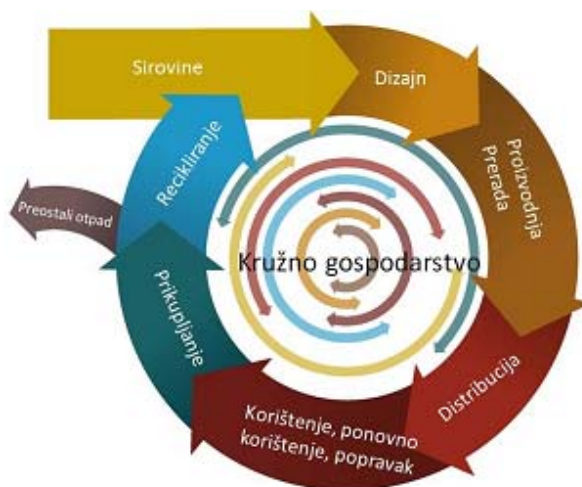 Sirovine
Dizajn
Proizvodnja
Prerada
Distribucija
Korištenje, ponovno
korištenje, popravak
Prikupljanje
Preostali otpad
Recikliranje
Kružno gospodarstvo